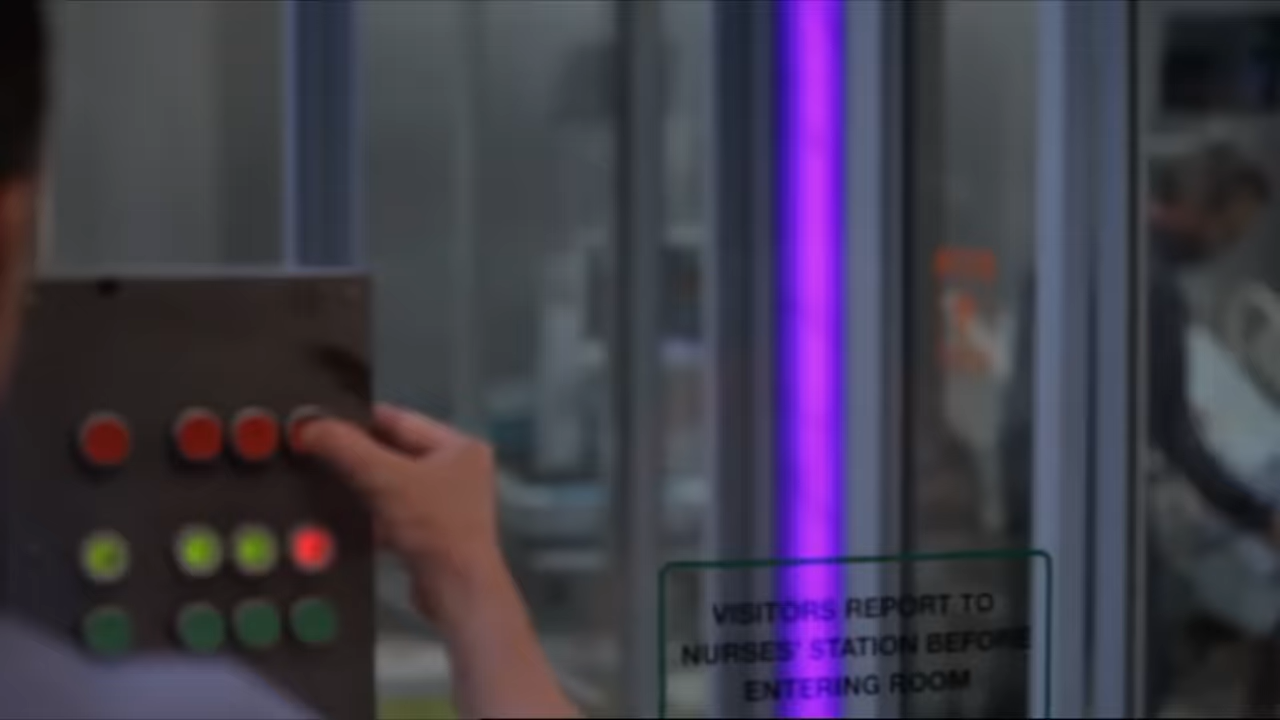 VISITORS REPORT TO
NURSES' STATION BEFORE
ENTERING ROOM